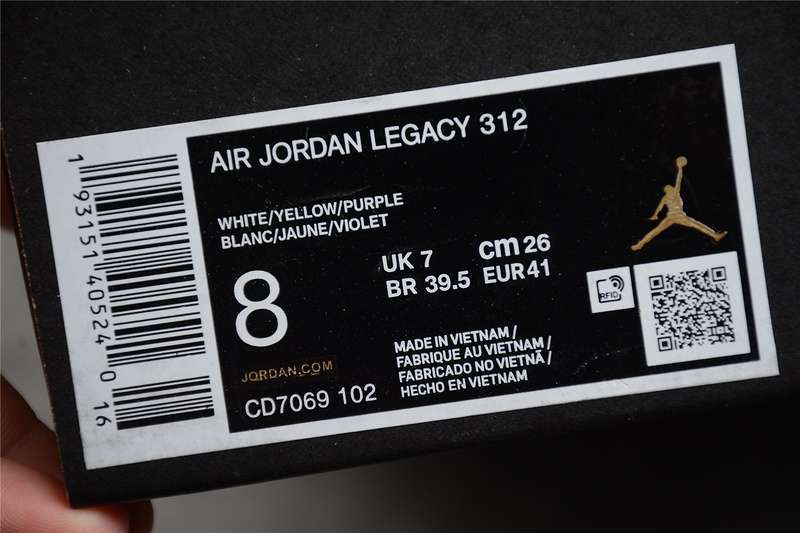 AIR JORDAN LEGACY 312
WHITE/YELLOW/PURPLE
BLANC/JAUNE/VIOLET
8
UK 7 cm 26
BR 39.5 EUR 41
RFID
JORDAN.COM
CD7069 102
MADE IN VIETNAM /
FABRIQUE AU VIETNAM /
FABRICADO NO VIETNÃ /
HECHO EN VIETNAM
1 93151 40524 0 16